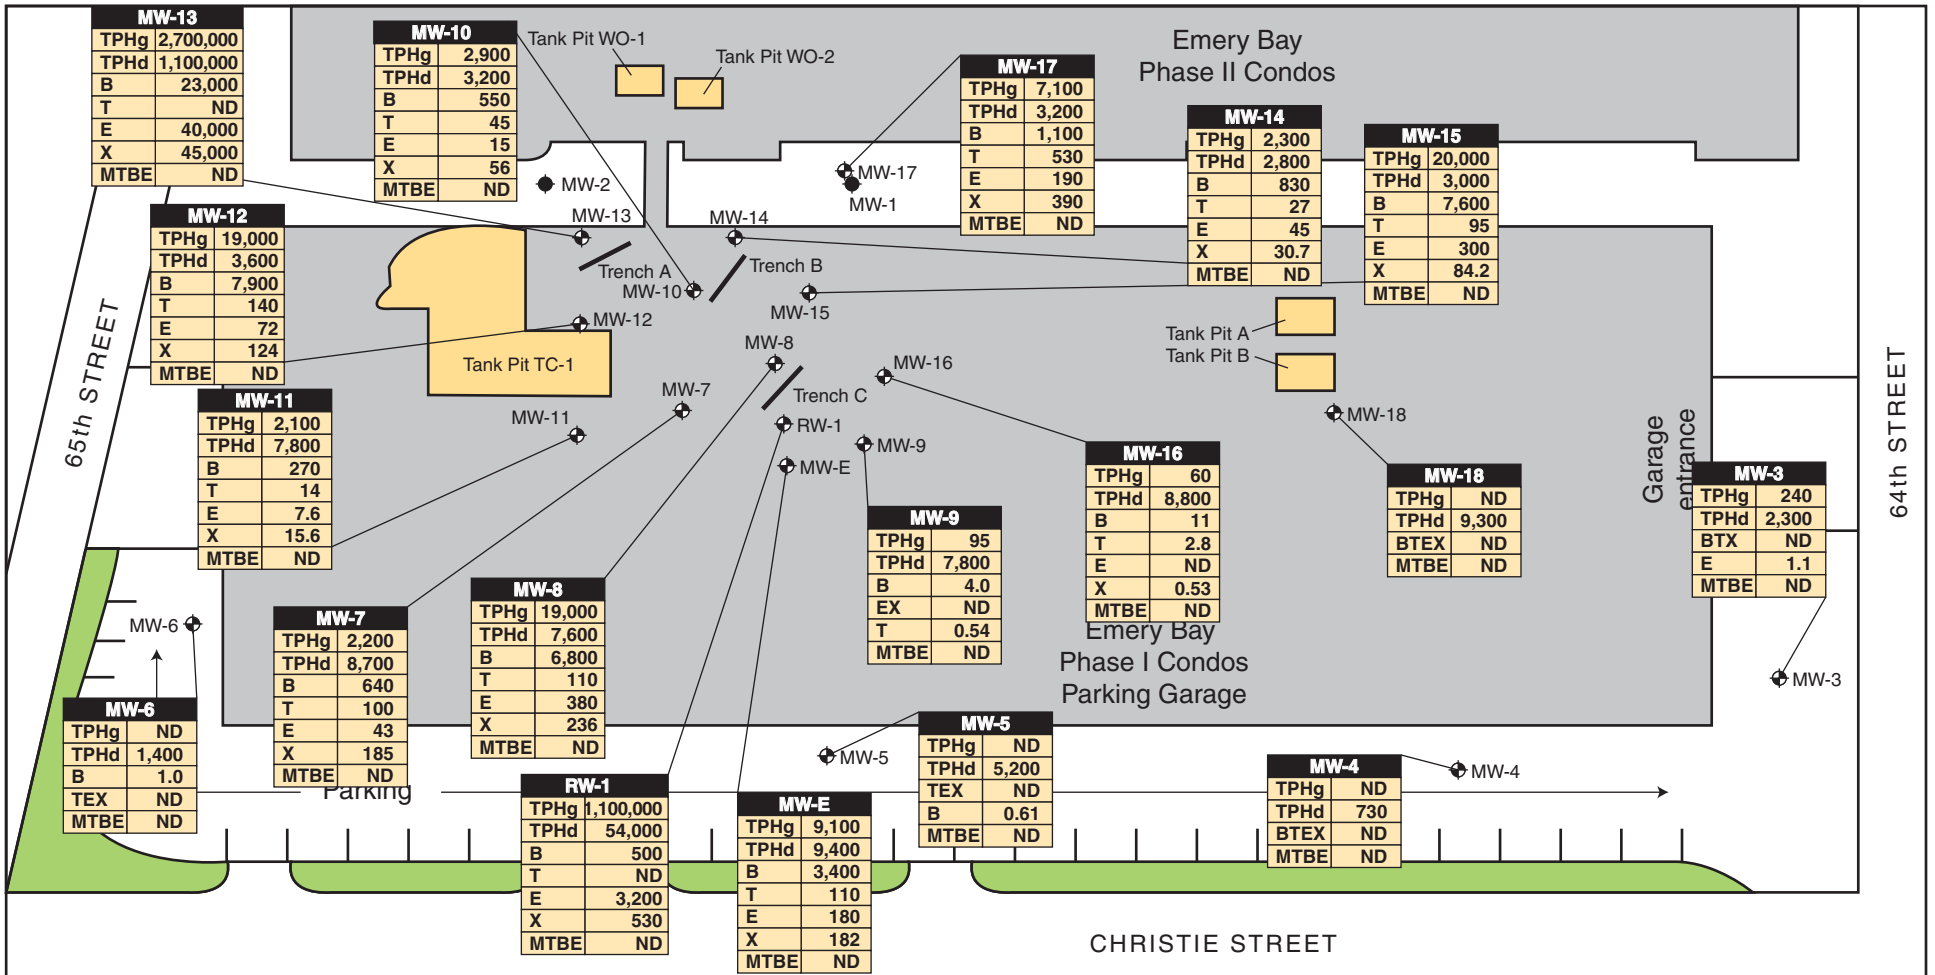 MW-13
TPHg 2,700,000
TPHd 1,100,000
B 23,000
T ND
E 40,000
X 45,000
MTBE ND
MW-10
TPHg 2,900
TPHd 3,200
B 550
T 45
E 15
X 56
MTBE ND
Tank Pit WO-1
Tank Pit WO-2
Emery Bay
Phase II Condos
MW-17
TPHg 7,100
TPHd 3,200
B 1,100
T 530
E 190
X 390
MTBE ND
MW-14
TPHg 2,300
TPHd 2,800
B 830
T 27
E 45
X 30.7
MTBE ND
MW-15
TPHg 20,000
TPHd 3,000
B 7,600
T 95
E 300
X 84.2
MTBE ND
MW-2
MW-17
MW-1
MW-13
MW-14
MW-12
TPHg 19,000
TPHd 3,600
B 7,900
T 140
E 72
X 124
MTBE ND
Trench A
Trench B
MW-10
MW-15
MW-12
Tank Pit A
Tank Pit B
65th STREET
Tank Pit TC-1
MW-8
MW-16
MW-7
Trench C
MW-11
RW-1
MW-9
MW-E
MW-18
64th STREET
Garage
entrance
MW-11
TPHg 2,100
TPHd 7,800
B 270
T 14
E 7.6
X 15.6
MTBE ND
MW-16
TPHg 60
TPHd 8,800
B 11
T 2.8
E ND
X 0.53
MTBE ND
MW-18
TPHg ND
TPHd 9,300
BTEX ND
MTBE ND
MW-3
TPHg 240
TPHd 2,300
BTX ND
E 1.1
MTBE ND
MW-9
TPHg 95
TPHd 7,800
B 4.0
EX ND
T 0.54
MTBE ND
MW-8
TPHg 19,000
TPHd 7,600
B 6,800
T 110
E 380
X 236
MTBE ND
MW-7
TPHg 2,200
TPHd 8,700
B 640
T 100
E 43
X 185
MTBE ND
MW-6
Emery Bay
Phase I Condos
Parking Garage
MW-3
MW-6
TPHg ND
TPHd 1,400
B 1.0
TEX ND
MTBE ND
MW-5
TPHg ND
TPHd 5,200
TEX ND
B 0.61
MTBE ND
MW-5
MW-4
TPHg ND
TPHd 730
BTEX ND
MTBE ND
MW-4
Parking
RW-1
TPHg 1,100,000
TPHd 54,000
B 500
T ND
E 3,200
X 530
MTBE ND
MW-E
TPHg 9,100
TPHd 9,400
B 3,400
T 110
E 180
X 182
MTBE ND
CHRISTIE STREET